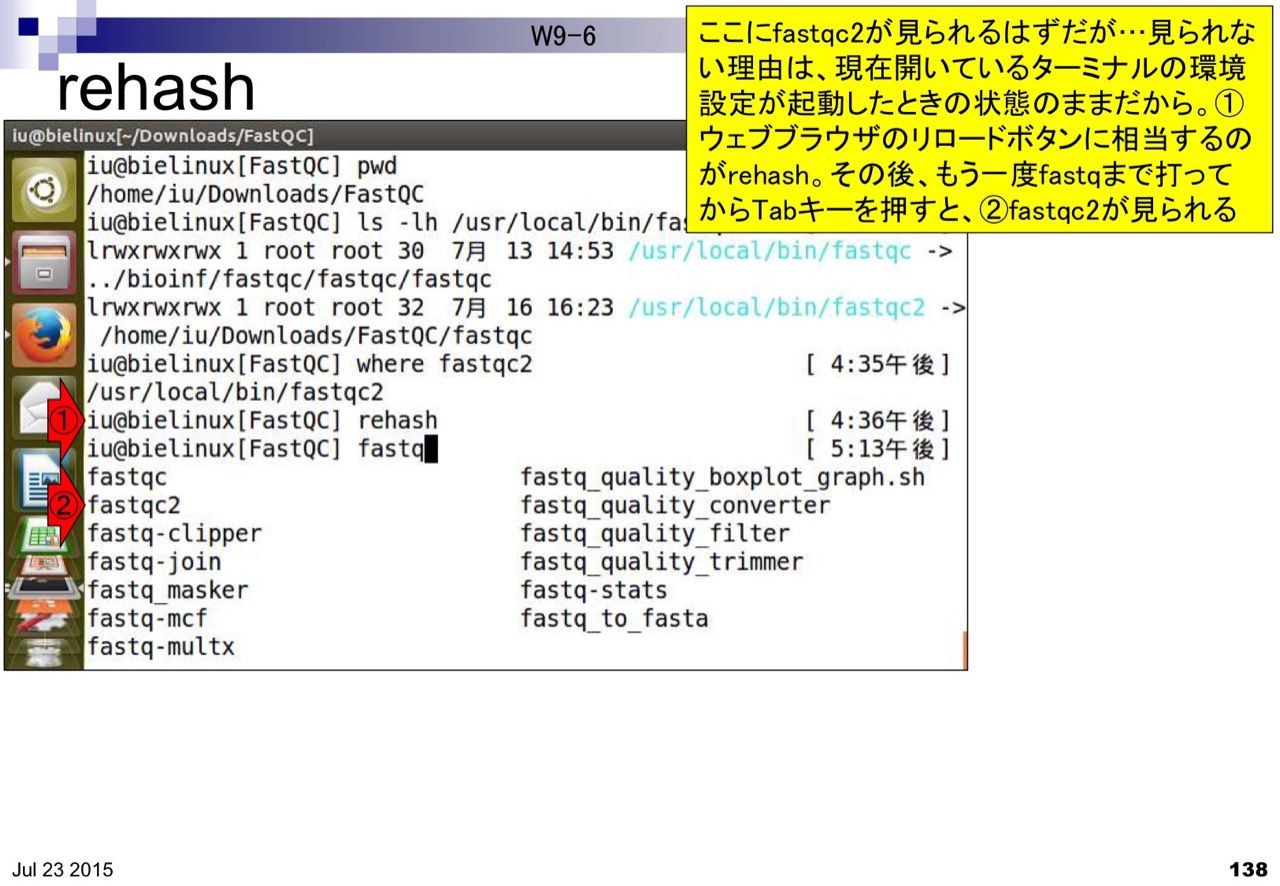 W9-6
rehash
ここにfastqc2が見られるはずだが…見られな
い理由は、現在開いているターミナルの環境
設定が起動したときの状態のままだから。①
ウェブブラウザのリロードボタンに相当するの
がrehash。その後、もう一度fastqまで打って
からTabキーを押すと、②fastqc2が見られる
iu@bielinux[~/Downloads/FastQC]
iu@bielinux[FastQC] pwd
/home/iu/Downloads/FastQC
iu@bielinux[FastQC] ls -lh /usr/local/bin/fas
lrwxrwxrwx 1 root root 30 7月 13 14:53 /usr/local/bin/fastqc ->
../bioinf/fastqc/fastqc/fastqc
lrwxrwxrwx 1 root root 32 7月 16 16:23 /usr/local/bin/fastqc2 ->
/home/iu/Downloads/FastQC/fastqc
iu@bielinux[FastQC] where fastqc2 [ 4:35午後]
/usr/local/bin/fastqc2
① iu@bielinux[FastQC] rehash [ 4:36午後]
iu@bielinux[FastQC] fastq [ 5:13午後]
fastqc fastq_quality_boxplot_graph.sh
② fastqc2 fastq_quality_converter
fastq-clipper fastq_quality_filter
fastq-join fastq_quality_trimmer
fastq_masker fastq-stats
fastq-mcf fastq_to_fasta
fastq-multx
Jul 23 2015
138